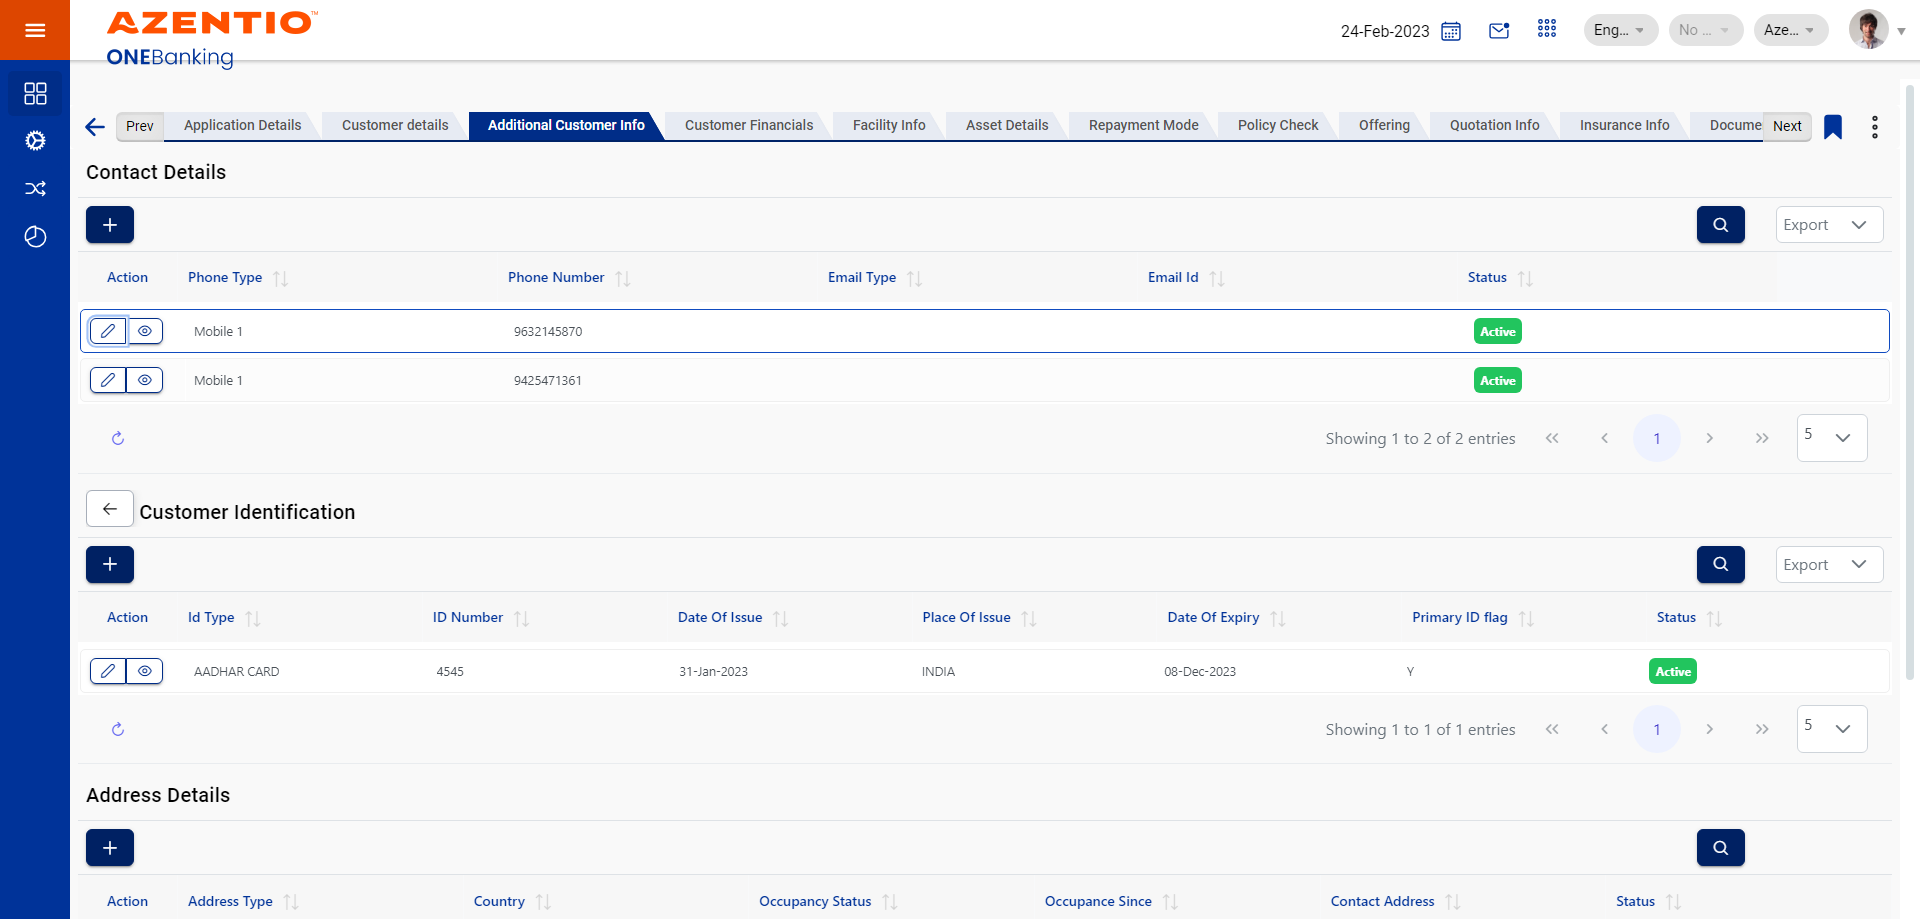 AZENTIO™
ONEBanking
24-Feb-2023
Eng...
No ...
Aze...
Prev
Application Details
Customer details
Additional Customer Info
Customer Financials
Facility Info
Asset Details
Repayment Mode
Policy Check
Offering
Quotation Info
Insurance Info
Docume
Next
Contact Details
Export
Action Phone Type Phone Number Email Type Email Id Status
Mobile 1 9632145870 Active
Mobile 1 9425471361 Active
Showing 1 to 2 of 2 entries 1 5
Customer Identification
Export
Action Id Type ID Number Date Of Issue Place Of Issue Date Of Expiry Primary ID flag Status
AADHAR CARD 4545 31-Jan-2023 INDIA 08-Dec-2023 Y Active
Showing 1 to 1 of 1 entries 1 5
Address Details
Action Address Type Country Occupancy Status Occupance Since Contact Address Status